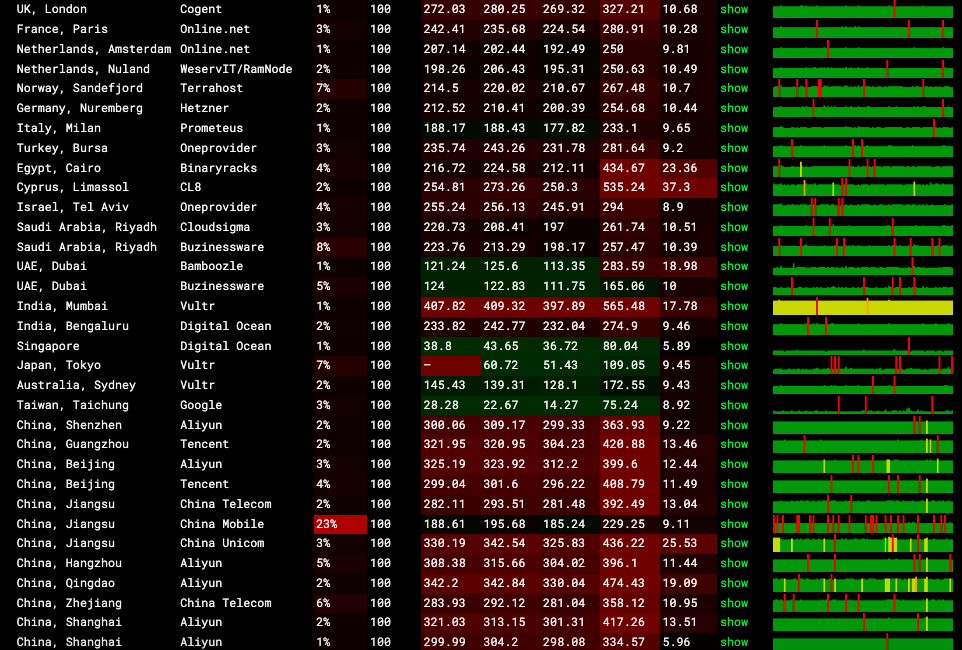 UK, London Cogent 1% 100 272.03 280.25 269.32 327.21 10.68 show
France, Paris Online.net 3% 100 242.41 235.68 224.54 280.91 10.28 show
Netherlands, Amsterdam Online.net 1% 100 207.14 202.44 192.49 250 9.81 show
Netherlands, Nuland WeservIT/RamNode 2% 100 198.26 206.43 195.31 250.63 10.49 show
Norway, Sandefjord Terrahost 7% 100 214.5 220.02 210.67 267.48 10.7 show
Germany, Nuremberg Hetzner 2% 100 212.52 210.41 200.39 254.68 10.44 show
Italy, Milan Prometeus 1% 100 188.17 188.43 177.82 233.1 9.65 show
Turkey, Bursa Oneprovider 3% 100 235.74 243.26 231.78 281.64 9.2 show
Egypt, Cairo Binaryracks 4% 100 216.72 224.58 212.11 434.67 23.36 show
Cyprus, Limassol CL8 2% 100 254.81 273.26 250.3 535.24 37.3 show
Israel, Tel Aviv Oneprovider 4% 100 255.24 256.13 245.91 294 8.9 show
Saudi Arabia, Riyadh Cloudsigma 3% 100 220.73 208.41 197 261.74 10.51 show
Saudi Arabia, Riyadh Buzinessware 8% 100 223.76 213.29 198.17 257.47 10.39 show
UAE, Dubai Bamboozle 1% 100 121.24 125.6 113.35 283.59 18.98 show
UAE, Dubai Buzinessware 5% 100 124 122.83 111.75 165.06 10 show
India, Mumbai Vultr 1% 100 407.82 409.32 397.89 565.48 17.78 show
India, Bengaluru Digital Ocean 2% 100 233.82 242.77 232.04 274.9 9.46 show
Singapore Digital Ocean 1% 100 38.8 43.65 36.72 80.04 5.89 show
Japan, Tokyo Vultr 7% 100 – 60.72 51.43 109.05 9.45 show
Australia, Sydney Vultr 2% 100 145.43 139.31 128.1 172.55 9.43 show
Taiwan, Taichung Google 3% 100 28.28 22.67 14.27 75.24 8.92 show
China, Shenzhen Aliyun 2% 100 300.06 309.17 299.33 363.93 9.22 show
China, Guangzhou Tencent 2% 100 321.95 320.95 304.23 420.88 13.46 show
China, Beijing Aliyun 3% 100 325.19 323.92 312.2 399.6 12.44 show
China, Beijing Tencent 4% 100 299.04 301.6 296.22 408.79 11.49 show
China, Jiangsu China Telecom 2% 100 282.11 293.51 281.48 392.49 13.04 show
China, Jiangsu China Mobile 23% 100 188.61 195.68 185.24 229.25 9.11 show
China, Jiangsu China Unicom 3% 100 330.19 342.54 325.83 436.22 25.53 show
China, Hangzhou Aliyun 5% 100 308.38 315.66 304.02 396.1 11.44 show
China, Qingdao Aliyun 2% 100 342.2 342.84 330.04 474.43 19.09 show
China, Zhejiang China Telecom 6% 100 283.93 292.12 281.04 358.12 10.95 show
China, Shanghai Aliyun 2% 100 321.03 313.15 301.31 417.26 13.51 show
China, Shanghai Aliyun 1% 100 299.99 304.2 298.08 334.57 5.96 show